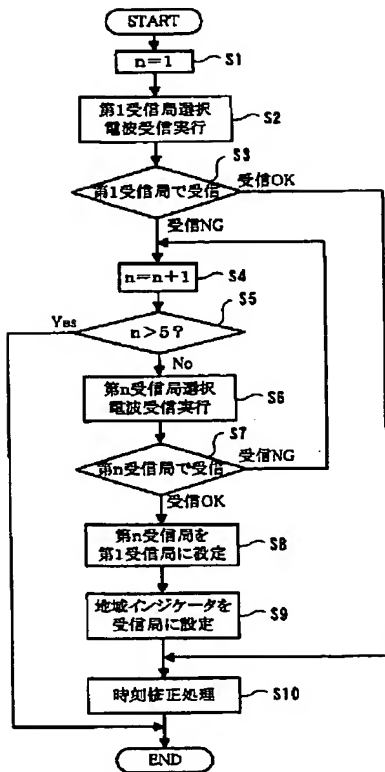 START
n=1
S1
第1受信局選択
電波受信実行
S2
S3
第1受信局で受信
受信OK
受信NG
n=n+1
S4
S5
Yes
n>5?
No
第n受信局選択
電波受信実行
S6
S7
第n受信局で受信
受信NG
受信OK
第n受信局を
第1受信局に設定
S8
地域インジケータを
受信局に設定
S9
時刻修正処理
S10
END